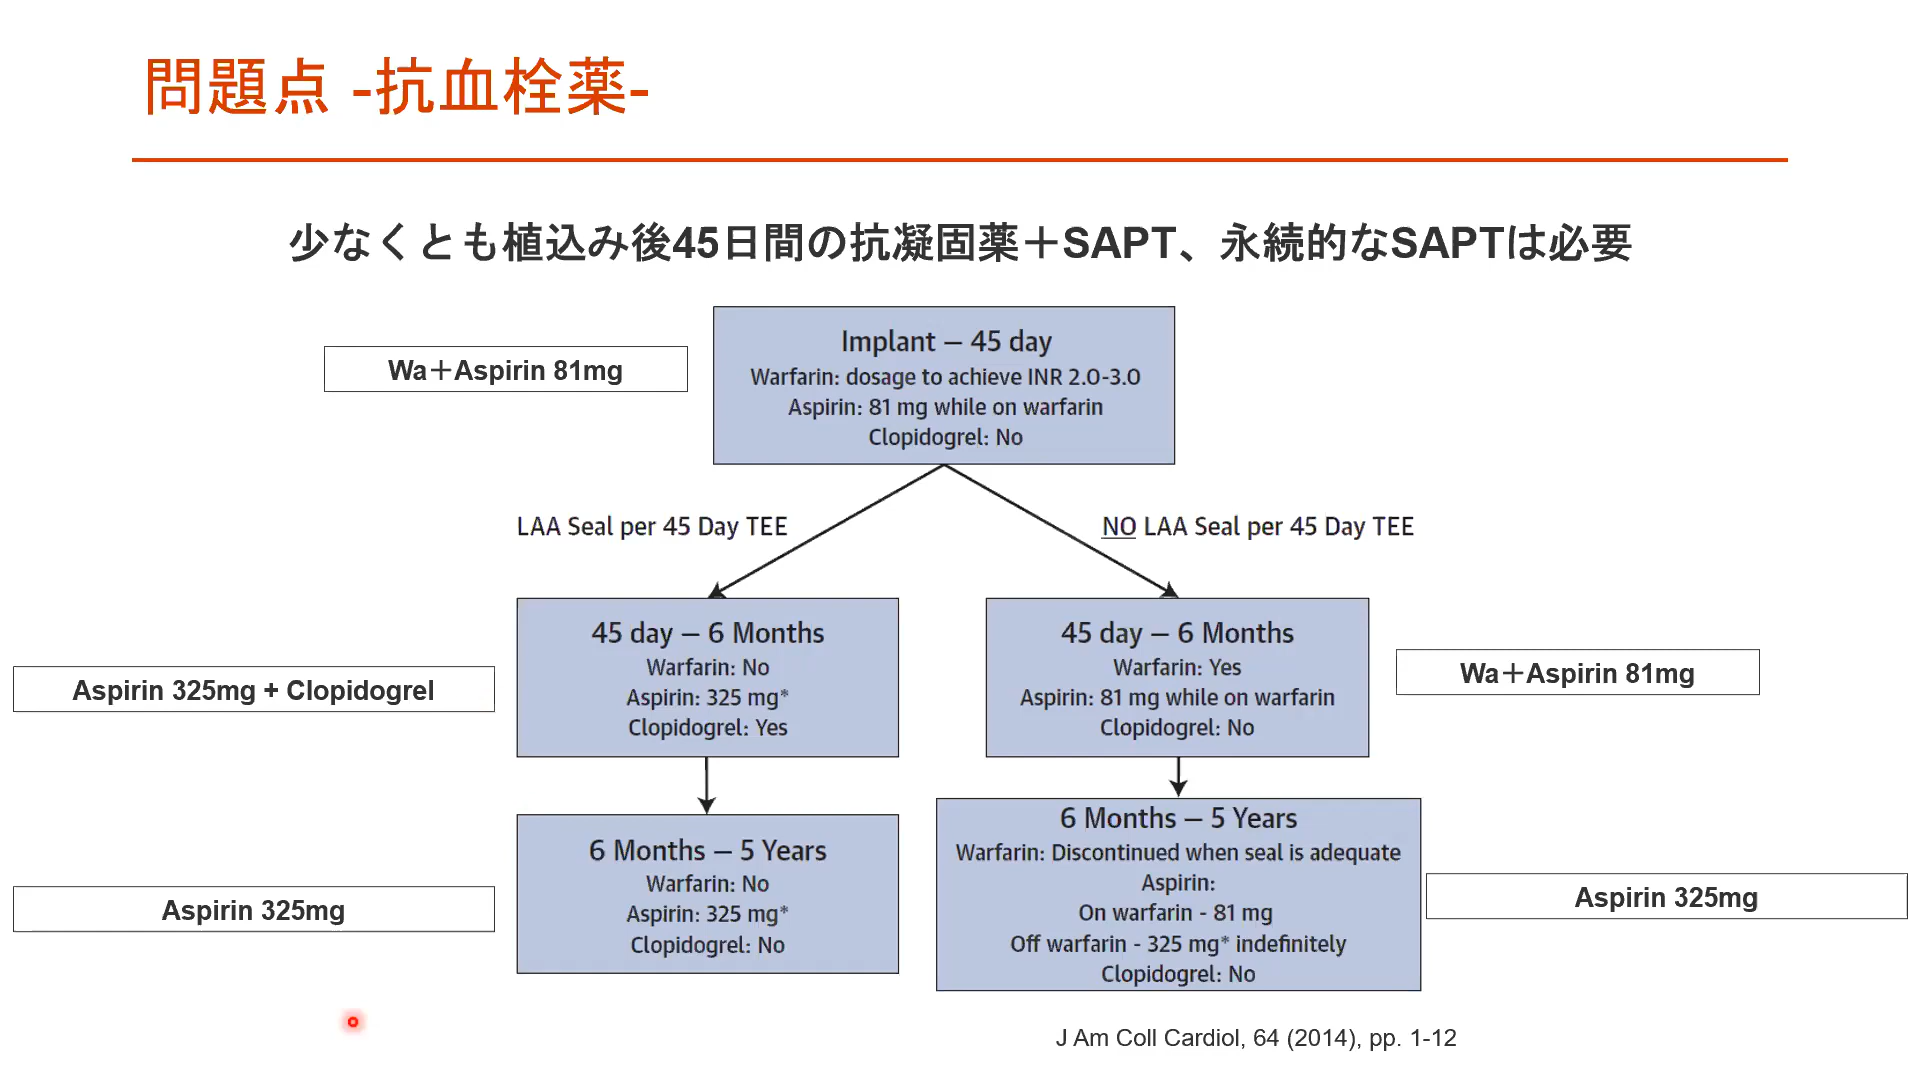 問題点 -抗血栓薬-
少なくとも植込み後45日間の抗凝固薬＋SAPT、永続的なSAPTは必要
Wa＋Aspirin 81mg
Implant – 45 day
Warfarin: dosage to achieve INR 2.0-3.0
Aspirin: 81 mg while on warfarin
Clopidogrel: No
LAA Seal per 45 Day TEE
NO LAA Seal per 45 Day TEE
Aspirin 325mg + Clopidogrel
45 day – 6 Months
Warfarin: No
Aspirin: 325 mg*
Clopidogrel: Yes
45 day – 6 Months
Warfarin: Yes
Aspirin: 81 mg while on warfarin
Clopidogrel: No
Wa＋Aspirin 81mg
Aspirin 325mg
6 Months – 5 Years
Warfarin: No
Aspirin: 325 mg*
Clopidogrel: No
6 Months – 5 Years
Warfarin: Discontinued when seal is adequate
Aspirin:
On warfarin - 81 mg
Off warfarin - 325 mg* indefinitely
Clopidogrel: No
Aspirin 325mg
J Am Coll Cardiol, 64 (2014), pp. 1-12